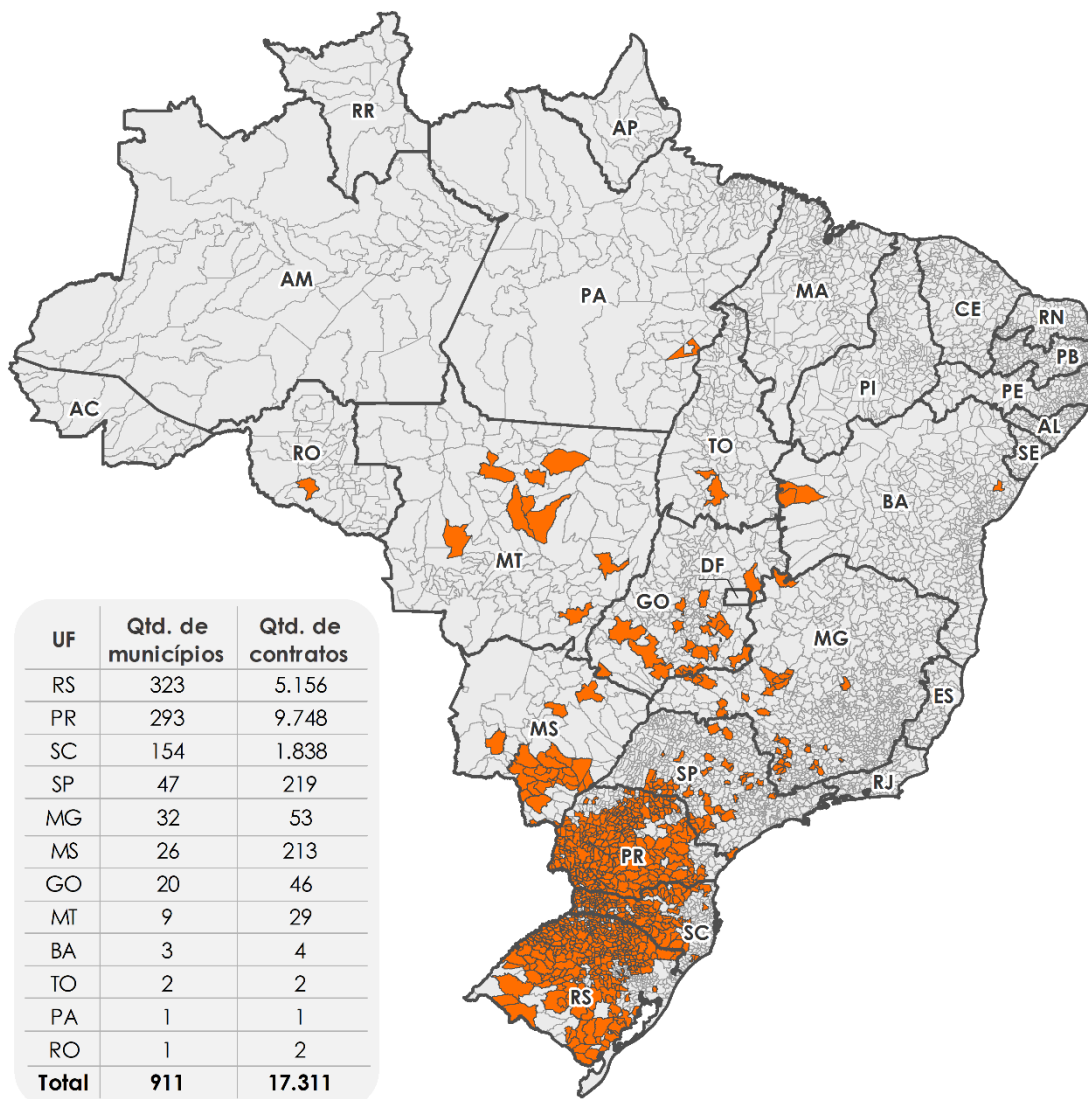 RR
AP
AM
PA
MA
CE
RN
PB
PI
PE
AC
AL
TO
SE
RO
BA
MT
DF
GO
MG
ES
MS
SP
RJ
PR
SC
RS
UF Qtd. de municípios Qtd. de contratos
RS 323 5.156
PR 293 9.748
SC 154 1.838
SP 47 219
MG 32 53
MS 26 213
GO 20 46
MT 9 29
BA 3 4
TO 2 2
PA 1 1
RO 1 2
Total 911 17.311